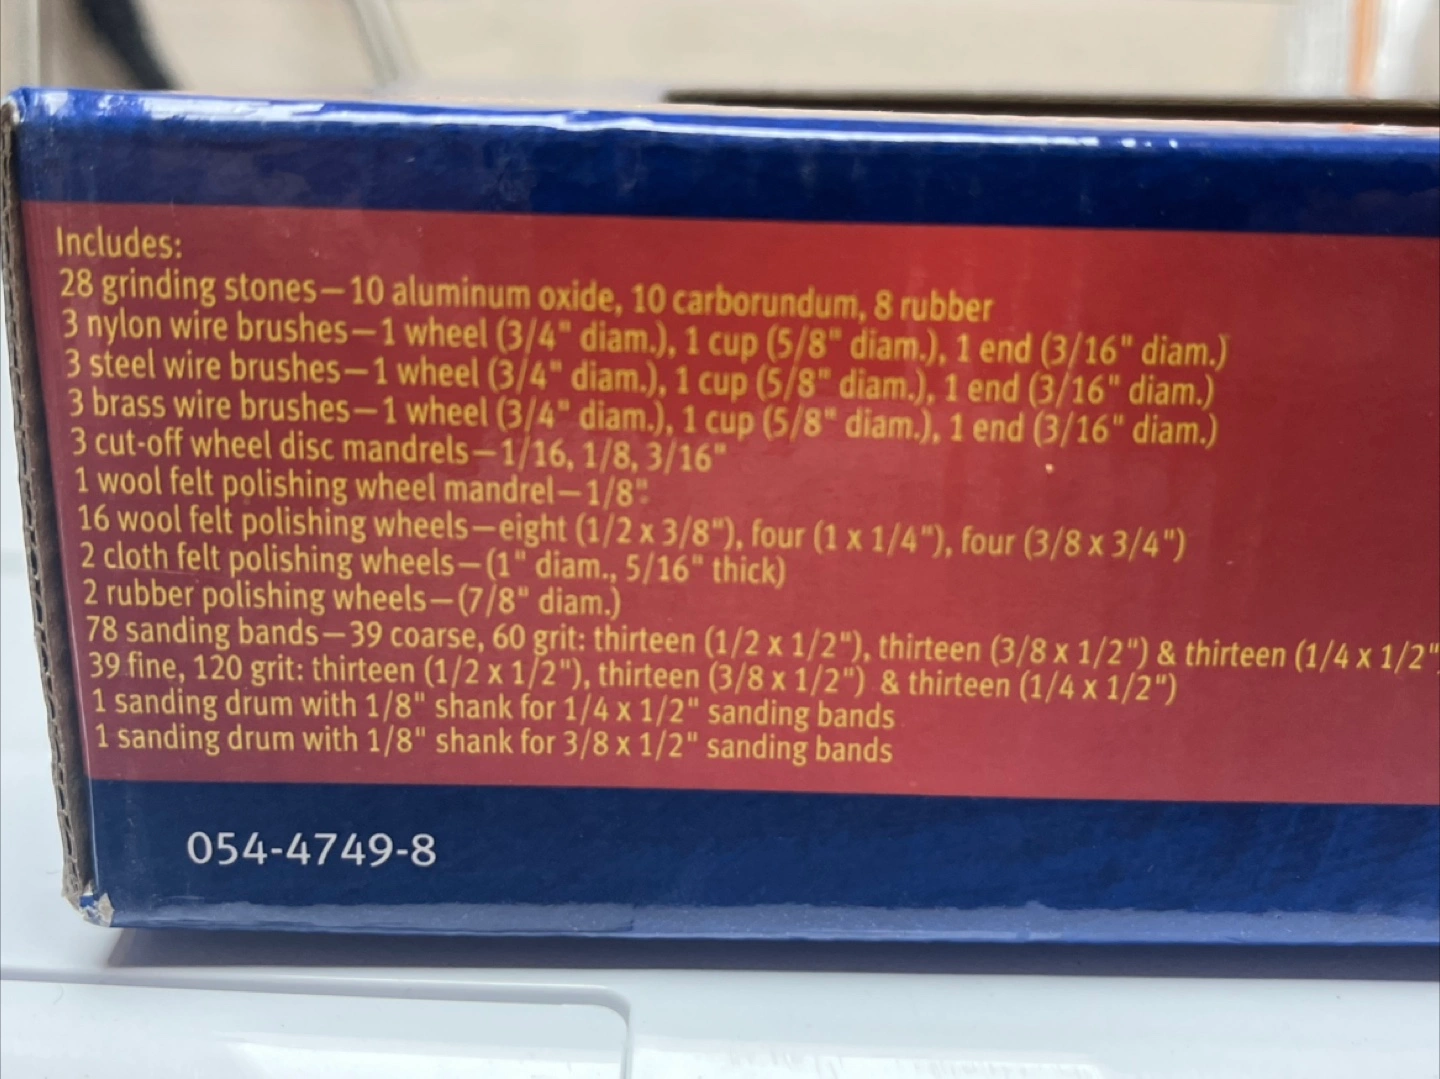 Includes:
28 grinding stones—10 aluminum oxide, 10 carborundum, 8 rubber
3 nylon wire brushes—1 wheel (3/4" diam.), 1 cup (5/8" diam.), 1 end (3/16" diam.)
3 steel wire brushes—1 wheel (3/4" diam.), 1 cup (5/8" diam.), 1 end (3/16" diam.)
3 brass wire brushes—1 wheel (3/4" diam.), 1 cup (5/8" diam.), 1 end (3/16" diam.)
3 cut-off wheel disc mandrels—1/16, 1/8, 3/16"
1 wool felt polishing wheel mandrel—1/8"
16 wool felt polishing wheels—eight (1/2 x 3/8"), four (1 x 1/4"), four (3/8 x 3/4")
2 cloth felt polishing wheels—(1" diam., 5/16" thick)
2 rubber polishing wheels—(7/8" diam.)
78 sanding bands—39 coarse, 60 grit: thirteen (1/2 x 1/2"), thirteen (3/8 x 1/2") & thirteen (1/4 x 1/2"
39 fine, 120 grit: thirteen (1/2 x 1/2"), thirteen (3/8 x 1/2") & thirteen (1/4 x 1/2")
1 sanding drum with 1/8" shank for 1/4 x 1/2" sanding bands
1 sanding drum with 1/8" shank for 3/8 x 1/2" sanding bands
054-4749-8